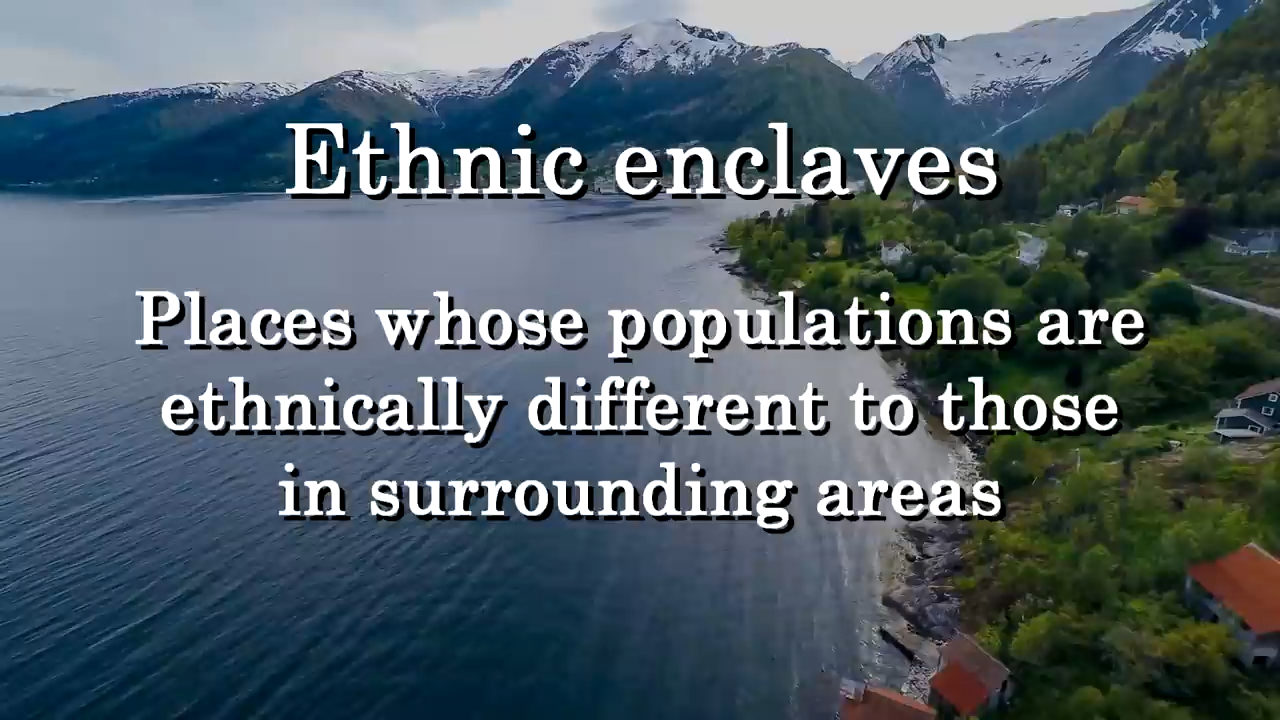 Ethnic enclaves
Places whose populations are
ethnically different to those
in surrounding areas